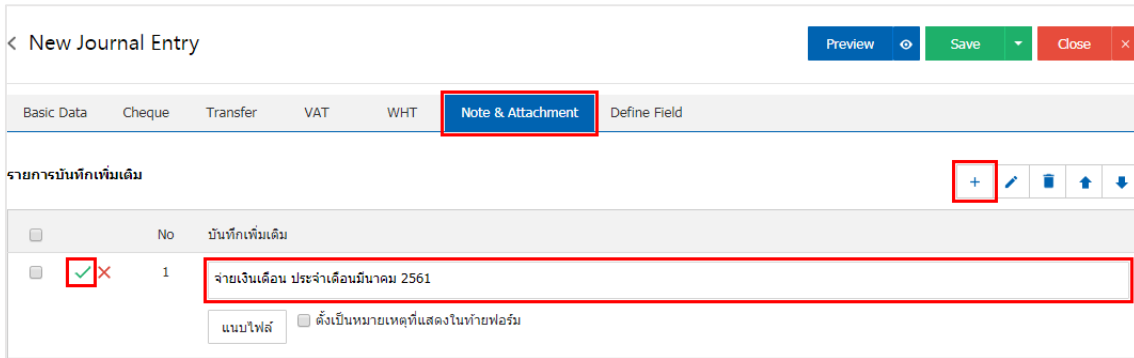 New Journal Entry
Preview
Save
Close
Basic Data Cheque Transfer VAT WHT Note & Attachment Define Field
รายการบันทึกเพิ่มเติม
No บันทึกเพิ่มเติม
1 จ่ายเงินเดือน ประจำเดือนมีนาคม 2561
แนบไฟล์ ตั้งเป็นหมายเหตุที่แสดงในท้ายฟอร์ม